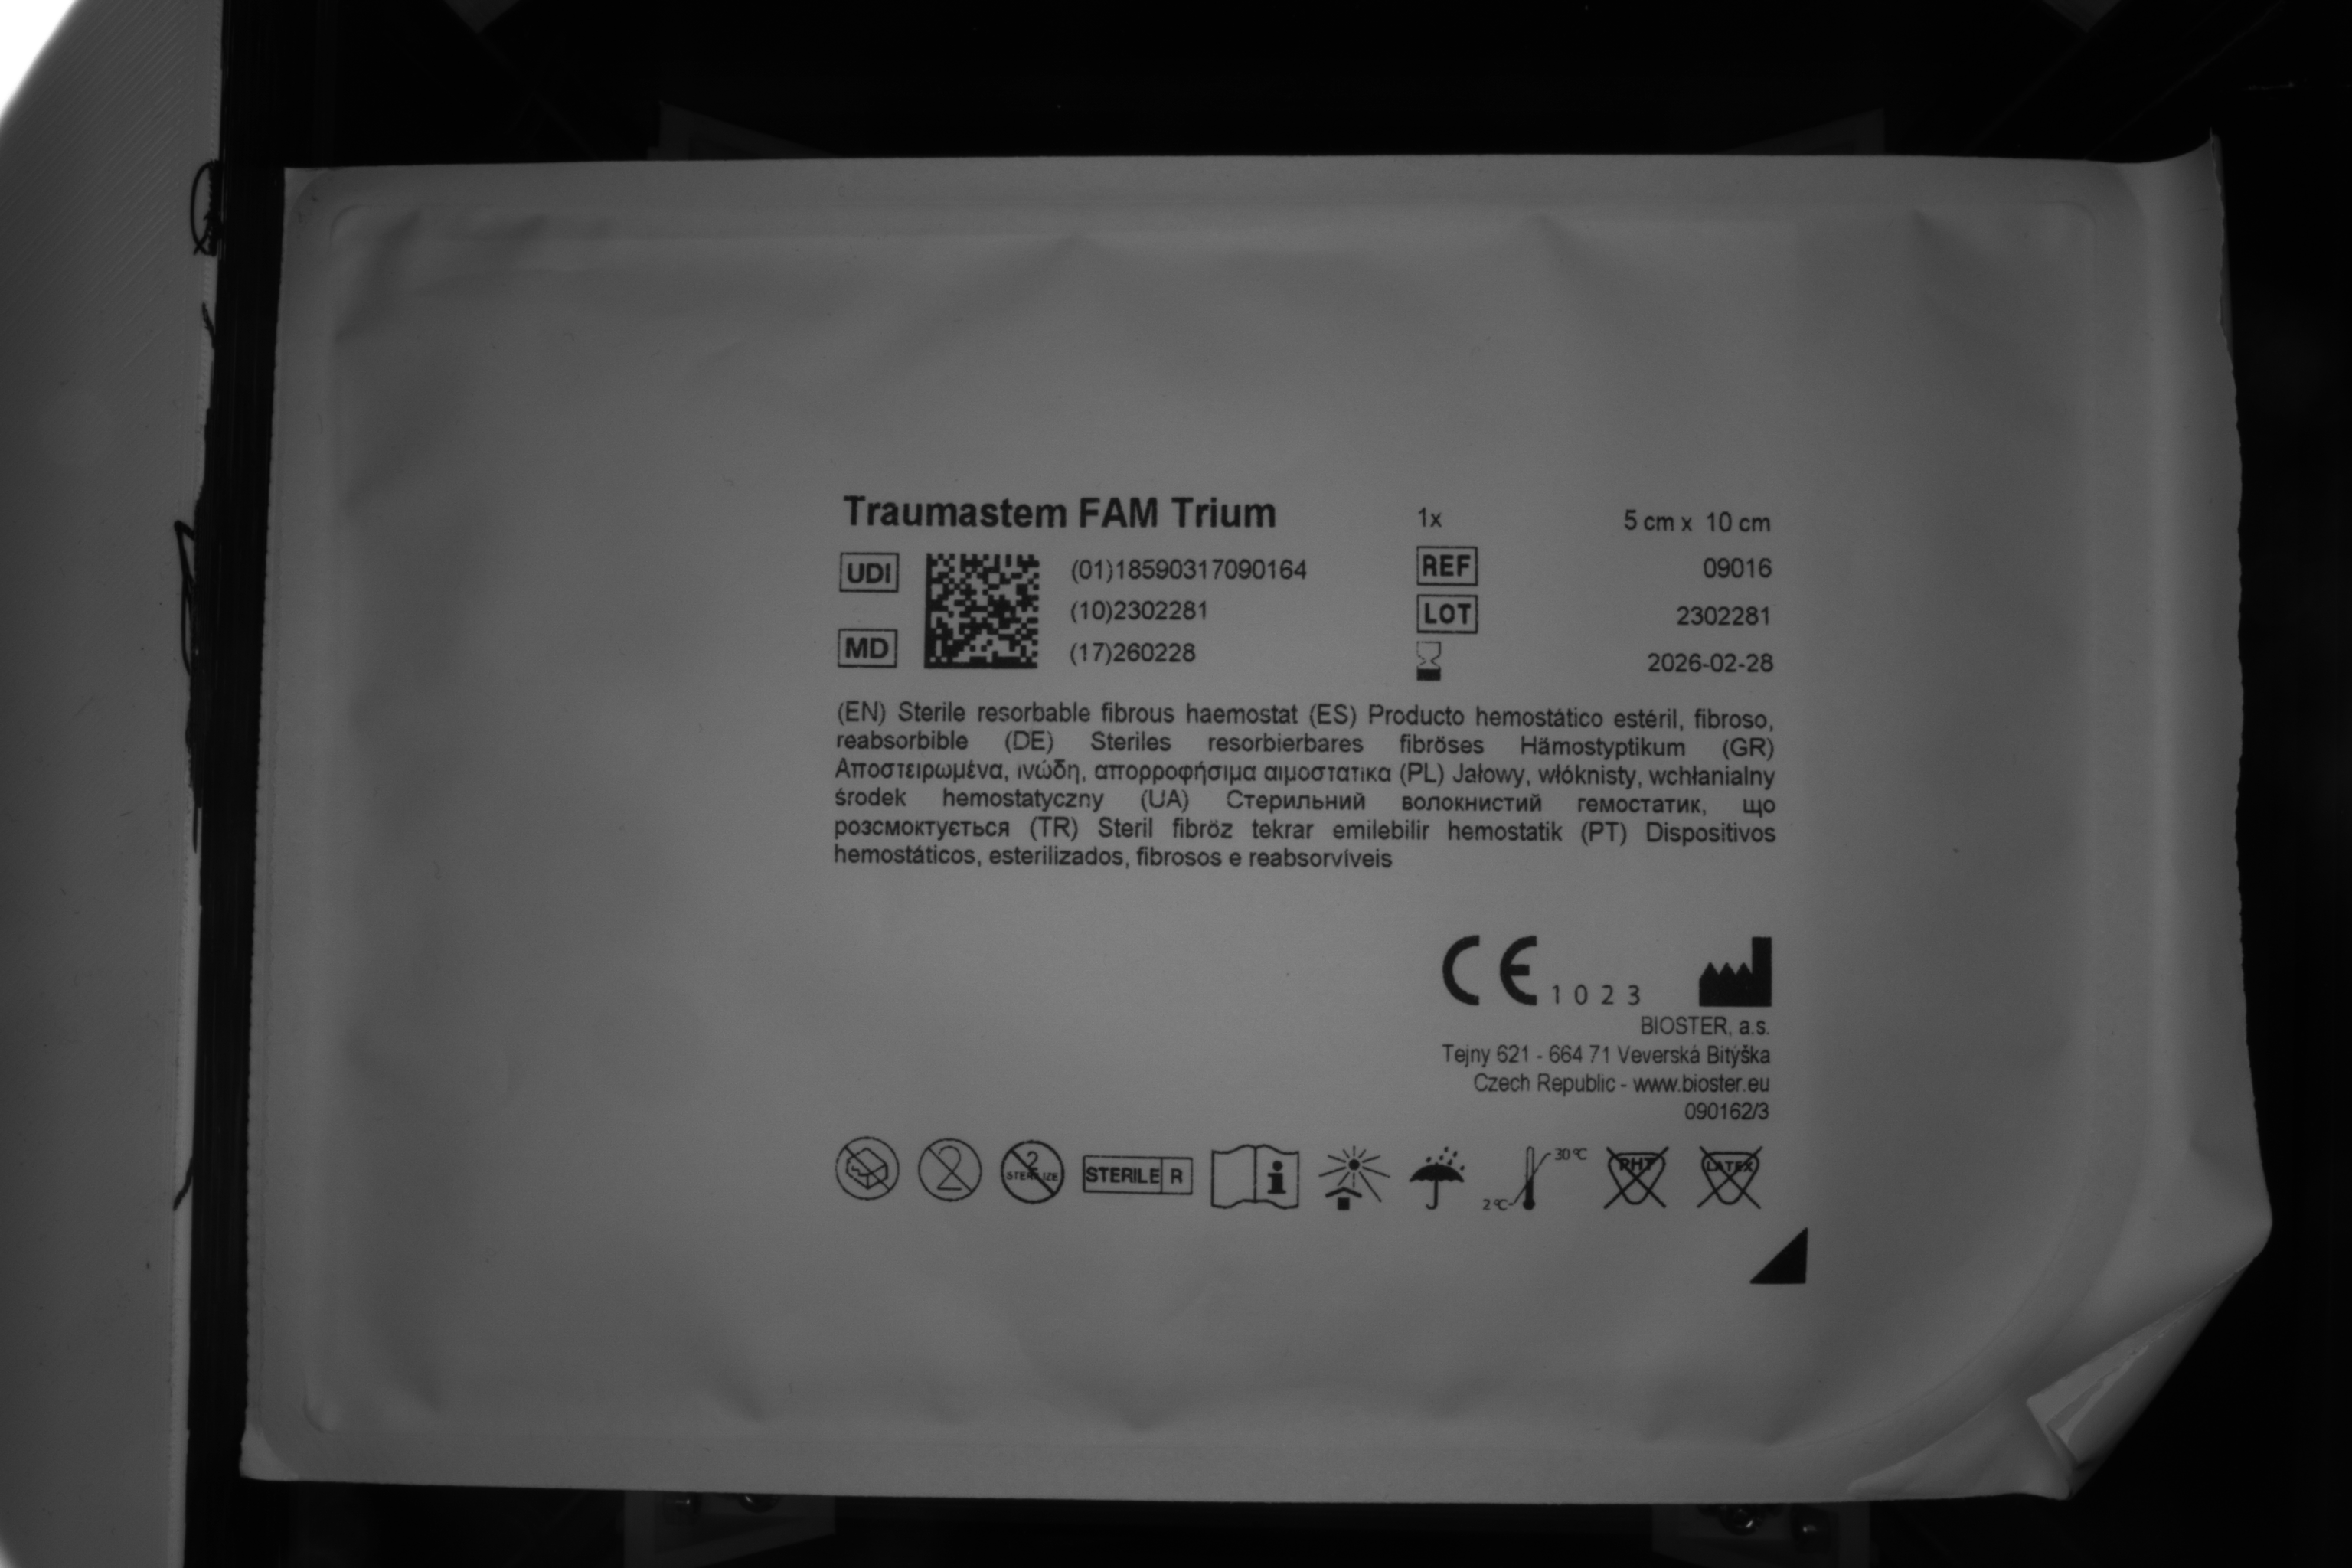 Traumastem FAM Trium
1x 5 cm x 10 cm
UDI (01)18590317090164
REF 09016
(10)2302281
LOT 2302281
MD (17)260228
2026-02-28
(EN) Sterile resorbable fibrous haemostat (ES) Producto hemostático estéril, fibroso,
reabsorbible (DE) Steriles resorbierbares fibröses Hämostyptikum (GR)
Αποστειρωμένα, ινώδη, απορροφήσιμα αιμοστατικα (PL) Jałowy, włóknisty, wchłanialny
środek hemostatyczny (UA) Стерильний волокнистий гемостатик, що
розсмоктується (TR) Steril fibröz tekrar emilebilir hemostatik (PT) Dispositivos
hemostáticos, esterilizados, fibrosos e reabsorvíveis
CE 1023
BIOSTER, a.s.
Tejny 621 - 664 71 Veverská Bitýška
Czech Republic - www.bioster.eu
090162/3
2 2 STERILIZE STERILE R i 2°C 30°C PHT LATEX